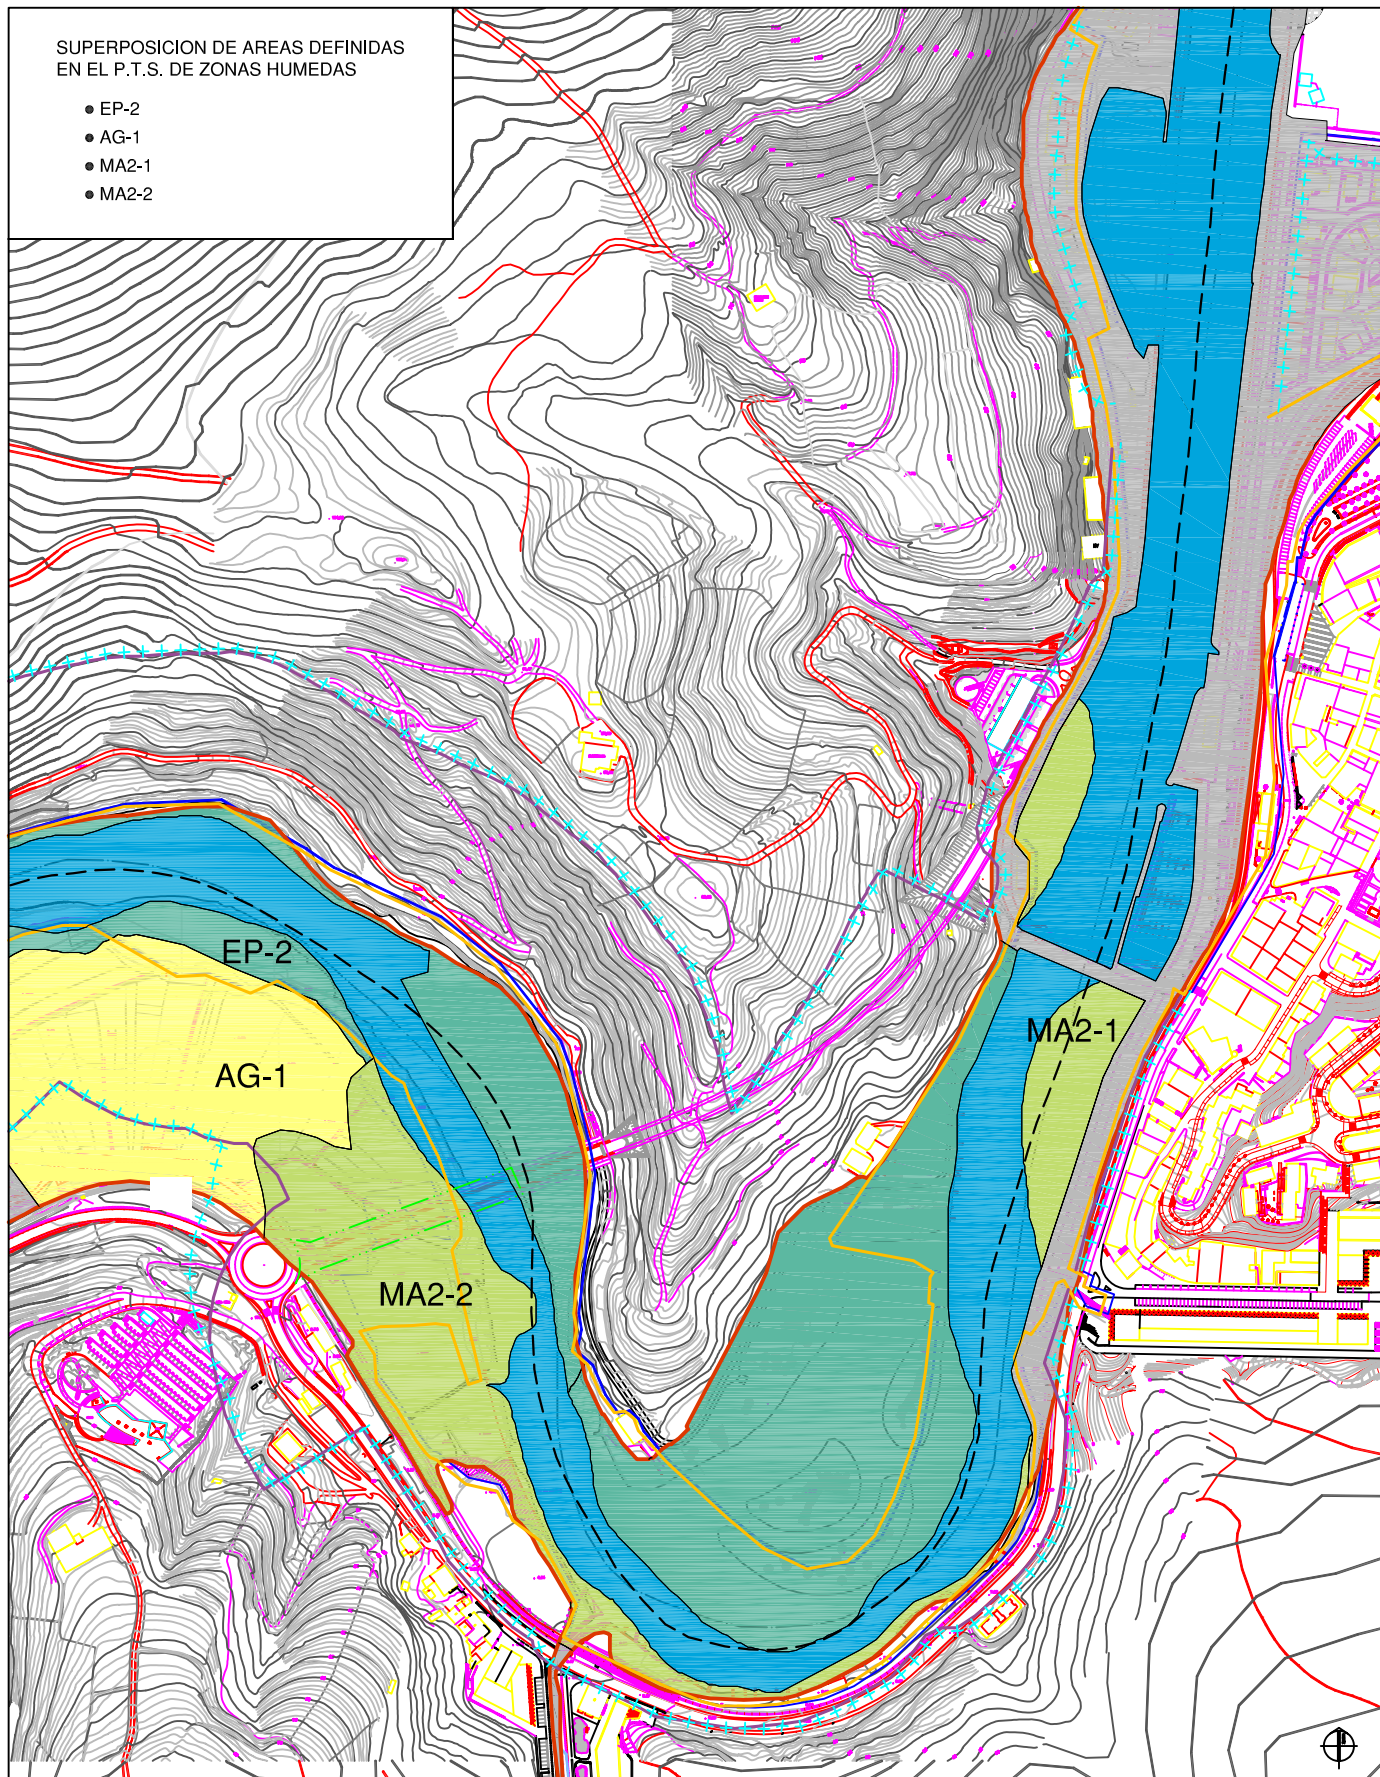 SUPERPOSICION DE AREAS DEFINIDAS
EN EL P.T.S. DE ZONAS HUMEDAS
EP-2
AG-1
MA2-1
MA2-2
EP-2
MA2-1
AG-1
MA2-2